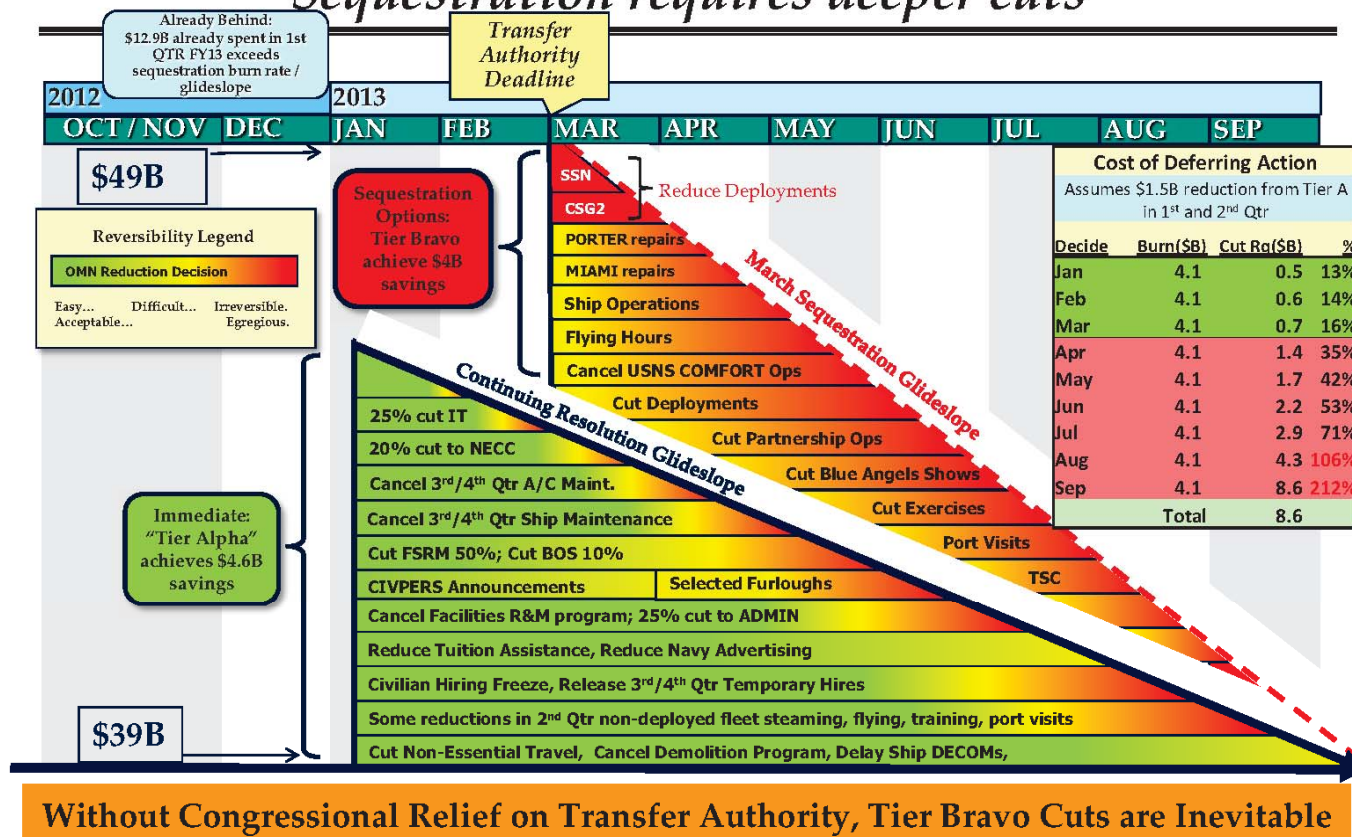 Sequestration requires deeper cuts
Already Behind:
$12.9B already spent in 1st
QTR FY13 exceeds
sequestration burn rate /
glideslope
Transfer
Authority
Deadline
2012
2013
OCT / NOV
DEC
JAN
FEB
MAR
APR
MAY
JUN
JUL
AUG
SEP
$49B
Reversibility Legend
OMN Reduction Decision
Easy... Difficult... Irreversible.
Acceptable... Egregious.
Sequestration
Options:
Tier Bravo
achieve $4B
savings
SSN
CSG2
Reduce Deployments
PORTER repairs
MIAMI repairs
Ship Operations
Flying Hours
Cancel USNS COMFORT Ops
Cut Deployments
Cut Partnership Ops
Cut Blue Angels Shows
Cut Exercises
Port Visits
TSC
March Sequestration Glideslope
Continuing Resolution Glideslope
Cost of Deferring Action
Assumes $1.5B reduction from Tier A
in 1st and 2nd Qtr
Decide Burn($B) Cut Rq($B) %
Jan 4.1 0.5 13%
Feb 4.1 0.6 14%
Mar 4.1 0.7 16%
Apr 4.1 1.4 35%
May 4.1 1.7 42%
Jun 4.1 2.2 53%
Jul 4.1 2.9 71%
Aug 4.1 4.3 106%
Sep 4.1 8.6 212%
Total 8.6
Immediate:
“Tier Alpha”
achieves $4.6B
savings
25% cut IT
20% cut to NECC
Cancel 3rd/4th Qtr A/C Maint.
Cancel 3rd/4th Qtr Ship Maintenance
Cut FSRM 50%; Cut BOS 10%
CIVPERS Announcements
Selected Furloughs
Cancel Facilities R&M program; 25% cut to ADMIN
Reduce Tuition Assistance, Reduce Navy Advertising
Civilian Hiring Freeze, Release 3rd/4th Qtr Temporary Hires
Some reductions in 2nd Qtr non-deployed fleet steaming, flying, training, port visits
Cut Non-Essential Travel, Cancel Demolition Program, Delay Ship DECOMs,
$39B
Without Congressional Relief on Transfer Authority, Tier Bravo Cuts are Inevitable